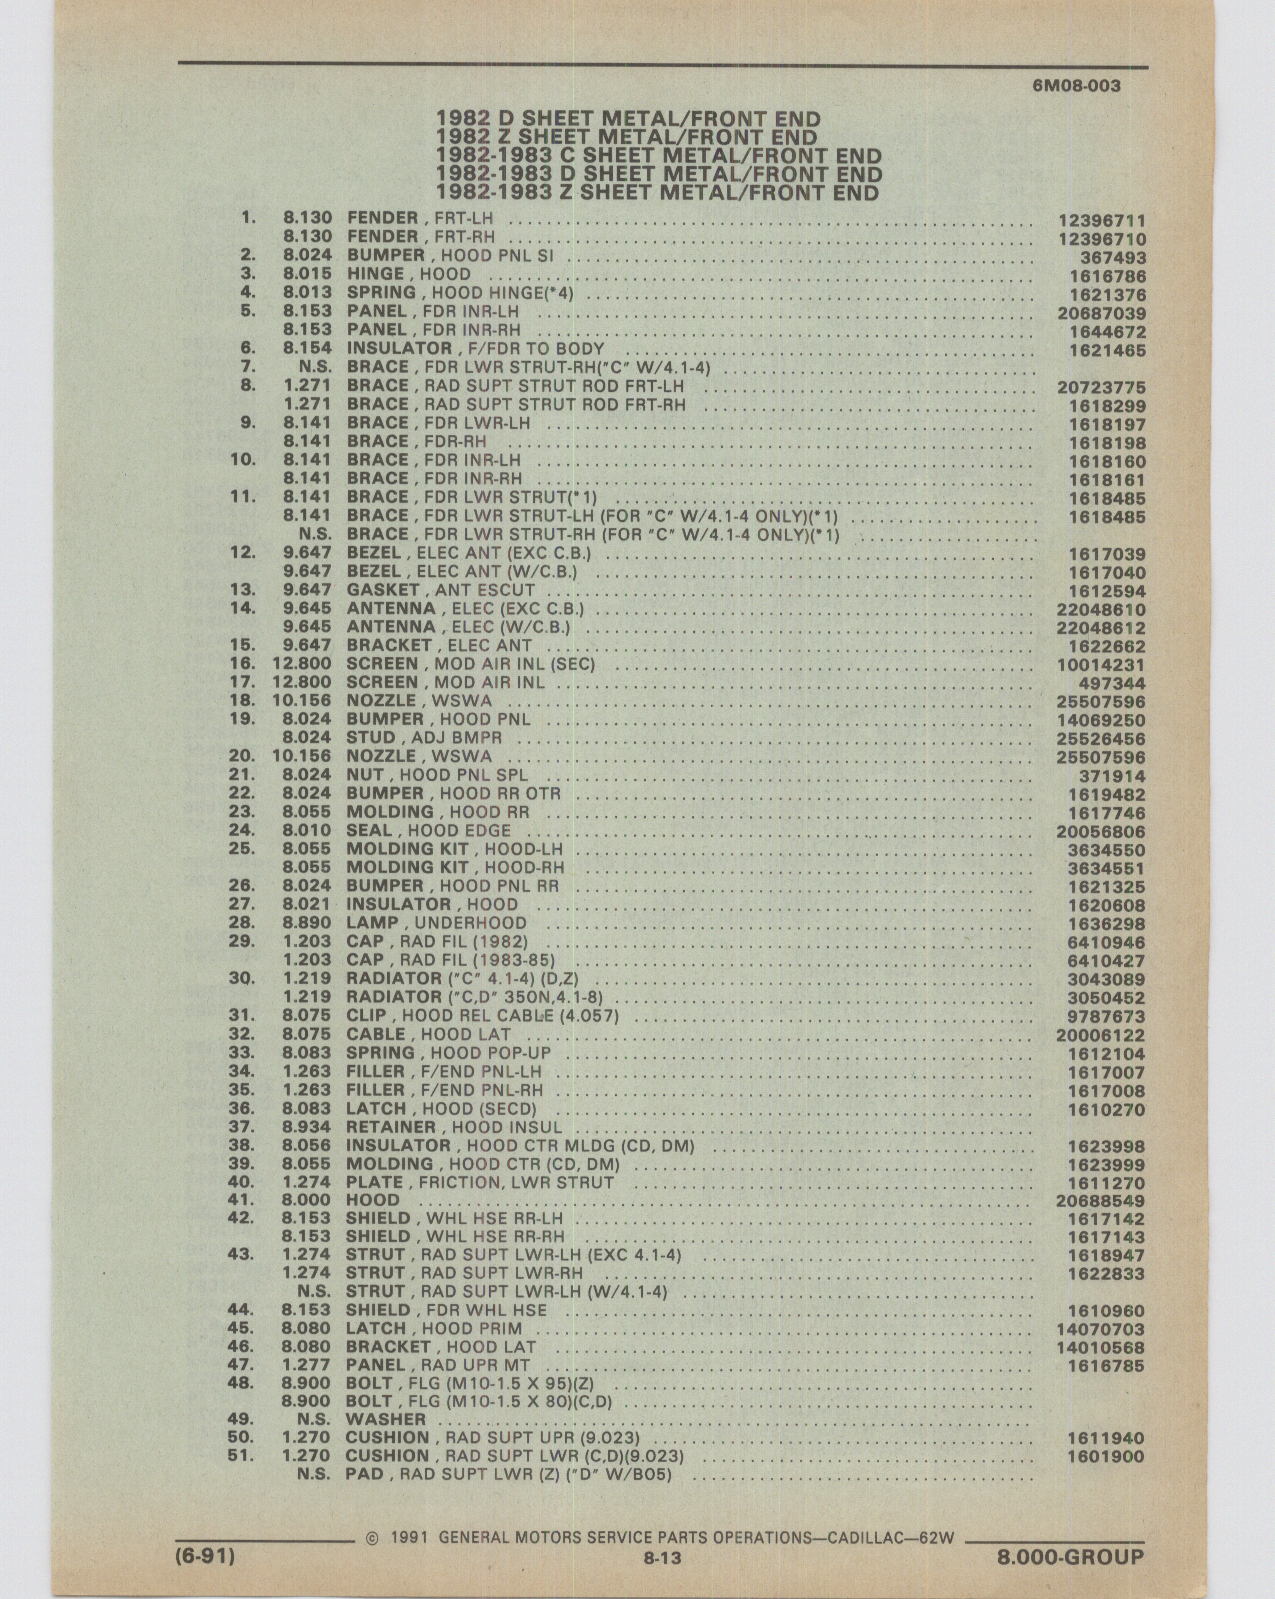 6M08-003
1982 D SHEET METAL/FRONT END
1982 Z SHEET METAL/FRONT END
1982-1983 C SHEET METAL/FRONT END
1982-1983 D SHEET METAL/FRONT END
1982-1983 Z SHEET METAL/FRONT END
1. 8.130 FENDER , FRT-LH 12396711
8.130 FENDER , FRT-RH 12396710
2. 8.024 BUMPER , HOOD PNL SI 367493
3. 8.015 HINGE , HOOD 1616786
4. 8.013 SPRING , HOOD HINGE(*4) 1621376
5. 8.153 PANEL , FDR INR-LH 20687039
8.153 PANEL , FDR INR-RH 1644672
6. 8.154 INSULATOR , F/FDR TO BODY 1621465
7. N.S. BRACE , FDR LWR STRUT-RH("C" W/4.1-4)
8. 1.271 BRACE , RAD SUPT STRUT ROD FRT-LH 20723775
1.271 BRACE , RAD SUPT STRUT ROD FRT-RH 1618299
9. 8.141 BRACE , FDR LWR-LH 1618197
8.141 BRACE , FDR-RH 1618198
10. 8.141 BRACE , FDR INR-LH 1618160
8.141 BRACE , FDR INR-RH 1618161
11. 8.141 BRACE , FDR LWR STRUT(*1) 1618485
8.141 BRACE , FDR LWR STRUT-LH (FOR "C" W/4.1-4 ONLY)(*1) 1618485
N.S. BRACE , FDR LWR STRUT-RH (FOR "C" W/4.1-4 ONLY)(*1)
12. 9.647 BEZEL , ELEC ANT (EXC C.B.) 1617039
9.647 BEZEL , ELEC ANT (W/C.B.) 1617040
13. 9.647 GASKET , ANT ESCUT 1612594
14. 9.645 ANTENNA , ELEC (EXC C.B.) 22048610
9.645 ANTENNA , ELEC (W/C.B.) 22048612
15. 9.647 BRACKET , ELEC ANT 1622662
16. 12.800 SCREEN , MOD AIR INL (SEC) 10014231
17. 12.800 SCREEN , MOD AIR INL 497344
18. 10.156 NOZZLE , WSWA 25507596
19. 8.024 BUMPER , HOOD PNL 14069250
8.024 STUD , ADJ BMPR 25526456
20. 10.156 NOZZLE , WSWA 25507596
21. 8.024 NUT , HOOD PNL SPL 371914
22. 8.024 BUMPER , HOOD RR OTR 1619482
23. 8.055 MOLDING , HOOD RR 1617746
24. 8.010 SEAL , HOOD EDGE 20056806
25. 8.055 MOLDING KIT , HOOD-LH 3634550
8.055 MOLDING KIT , HOOD-RH 3634551
26. 8.024 BUMPER , HOOD PNL RR 1621325
27. 8.021 INSULATOR , HOOD 1620608
28. 8.890 LAMP , UNDERHOOD 1636298
29. 1.203 CAP , RAD FIL (1982) 6410946
1.203 CAP , RAD FIL (1983-85) 6410427
30. 1.219 RADIATOR ("C" 4.1-4) (D,Z) 3043089
1.219 RADIATOR ("C,D" 350N,4.1-8) 3050452
31. 8.075 CLIP , HOOD REL CABLE (4.057) 9787673
32. 8.075 CABLE , HOOD LAT 20006122
33. 8.083 SPRING , HOOD POP-UP 1612104
34. 1.263 FILLER , F/END PNL-LH 1617007
35. 1.263 FILLER , F/END PNL-RH 1617008
36. 8.083 LATCH , HOOD (SECD) 1610270
37. 8.934 RETAINER , HOOD INSUL
38. 8.056 INSULATOR , HOOD CTR MLDG (CD, DM) 1623998
39. 8.055 MOLDING , HOOD CTR (CD, DM) 1623999
40. 1.274 PLATE , FRICTION, LWR STRUT 1611270
41. 8.000 HOOD 20688549
42. 8.153 SHIELD , WHL HSE RR-LH 1617142
8.153 SHIELD , WHL HSE RR-RH 1617143
43. 1.274 STRUT , RAD SUPT LWR-LH (EXC 4.1-4) 1618947
1.274 STRUT , RAD SUPT LWR-RH 1622833
N.S. STRUT , RAD SUPT LWR-LH (W/4.1-4)
44. 8.153 SHIELD , FDR WHL HSE 1610960
45. 8.080 LATCH , HOOD PRIM 14070703
46. 8.080 BRACKET , HOOD LAT 14010568
47. 1.277 PANEL , RAD UPR MT 1616785
48. 8.900 BOLT , FLG (M10-1.5 X 95)(Z)
8.900 BOLT , FLG (M10-1.5 X 80)(C,D)
49. N.S. WASHER
50. 1.270 CUSHION , RAD SUPT UPR (9.023) 1611940
51. 1.270 CUSHION , RAD SUPT LWR (C,D)(9.023) 1601900
N.S. PAD , RAD SUPT LWR (Z) ("D" W/B05)
© 1991 GENERAL MOTORS SERVICE PARTS OPERATIONS—CADILLAC—62W
(6-91) 8-13 8.000-GROUP